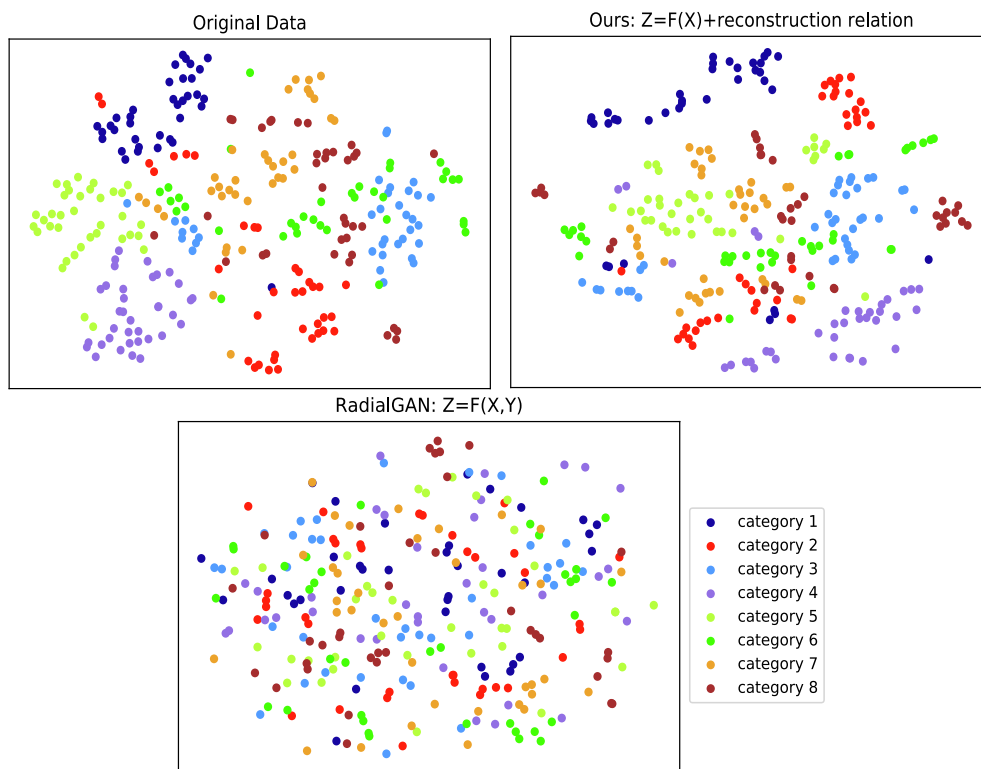 Original Data
Ours: Z=F(X)+reconstruction relation
RadialGAN: Z=F(X,Y)
category 1
category 2
category 3
category 4
category 5
category 6
category 7
category 8